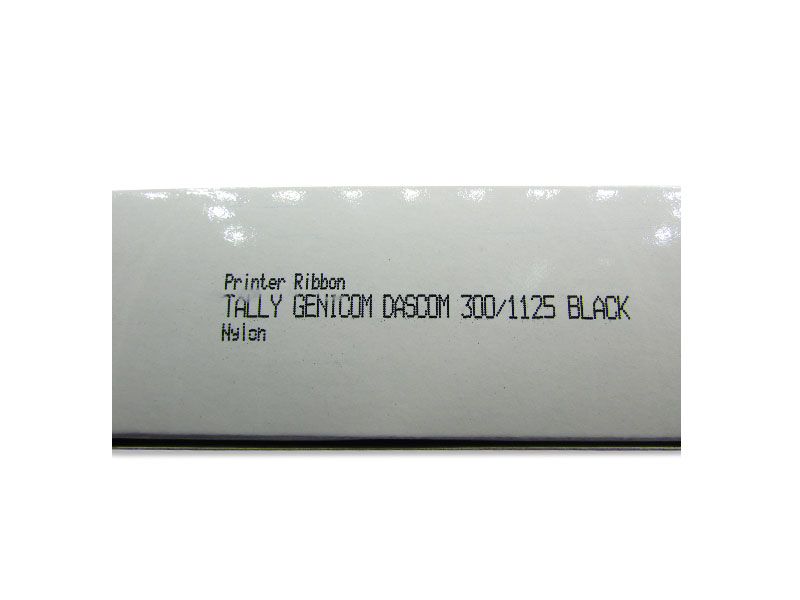 Printer Ribbon
TALLY GENICOM DASCOM 300/1125 BLACK
Nylon